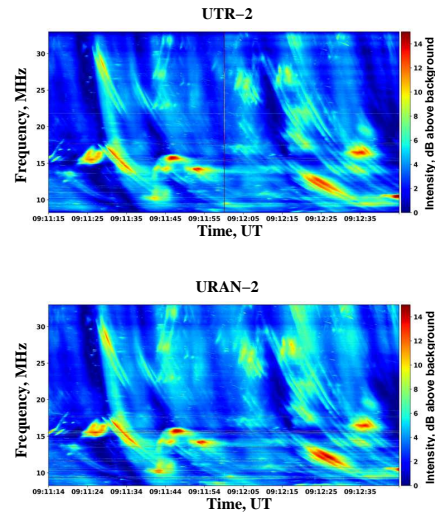 UTR–2
Frequency, MHz
30
25
20
15
10
09:11:15 09:11:25 09:11:35 09:11:45 09:11:55 09:12:05 09:12:15 09:12:25 09:12:35
Time, UT
14
12
10
8
6
4
2
0
Intensity, dB above background
URAN–2
Frequency, MHz
30
25
20
15
10
09:11:14 09:11:24 09:11:34 09:11:44 09:11:54 09:12:05 09:12:15 09:12:25 09:12:35
Time, UT
14
12
10
8
6
4
2
0
Intensity, dB above background